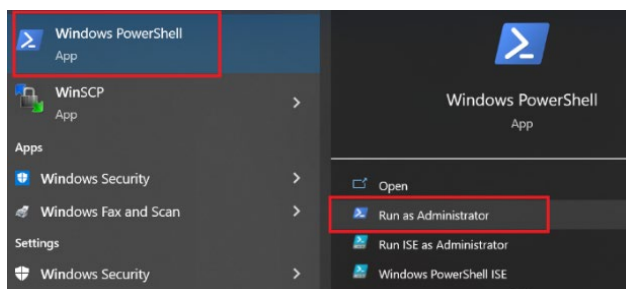 Windows PowerShell
App
WinSCP
App
Apps
Windows Security
Windows Fax and Scan
Settings
Windows Security
Windows PowerShell
App
Open
Run as Administrator
Run ISE as Administrator
Windows PowerShell ISE